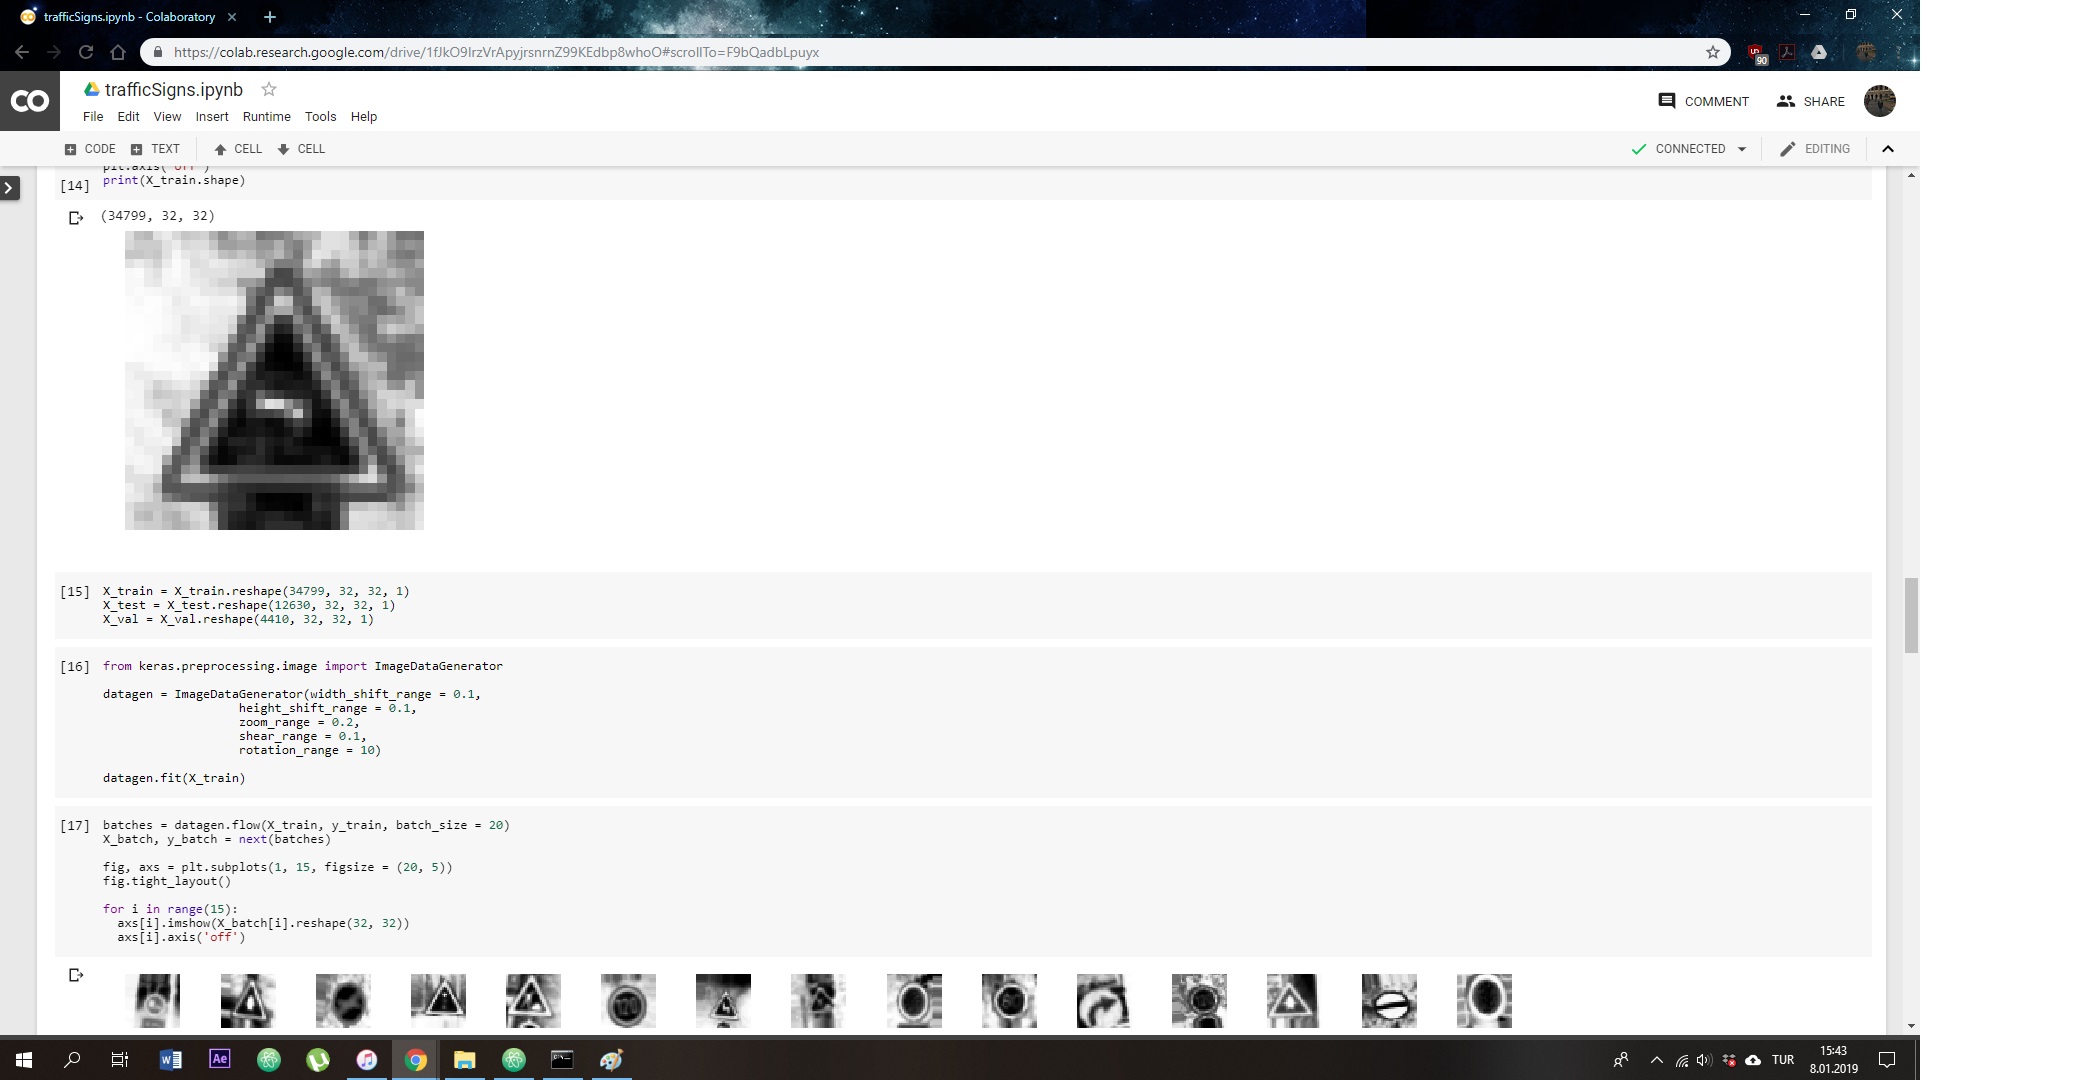 trafficSigns.ipynb - Colaboratory
https://colab.research.google.com/drive/1fJkO9IrzVrApyjrsnrnZ99KEdbp8whoO#scrollTo=F9bQadbLpuyx
90
CO
trafficSigns.ipynb
COMMENT
SHARE
File Edit View Insert Runtime Tools Help
CODE TEXT CELL CELL
CONNECTED
EDITING
plt.axis('off')
[14] print(X_train.shape)
(34799, 32, 32)
[15] X_train = X_train.reshape(34799, 32, 32, 1)
X_test = X_test.reshape(12630, 32, 32, 1)
X_val = X_val.reshape(4410, 32, 32, 1)
[16] from keras.preprocessing.image import ImageDataGenerator
datagen = ImageDataGenerator(width_shift_range = 0.1,
height_shift_range = 0.1,
zoom_range = 0.2,
shear_range = 0.1,
rotation_range = 10)
datagen.fit(X_train)
[17] batches = datagen.flow(X_train, y_train, batch_size = 20)
X_batch, y_batch = next(batches)
fig, axs = plt.subplots(1, 15, figsize = (20, 5))
fig.tight_layout()
for i in range(15):
axs[i].imshow(X_batch[i].reshape(32, 32))
axs[i].axis('off')
W
Ae
TUR
15:43
8.01.2019